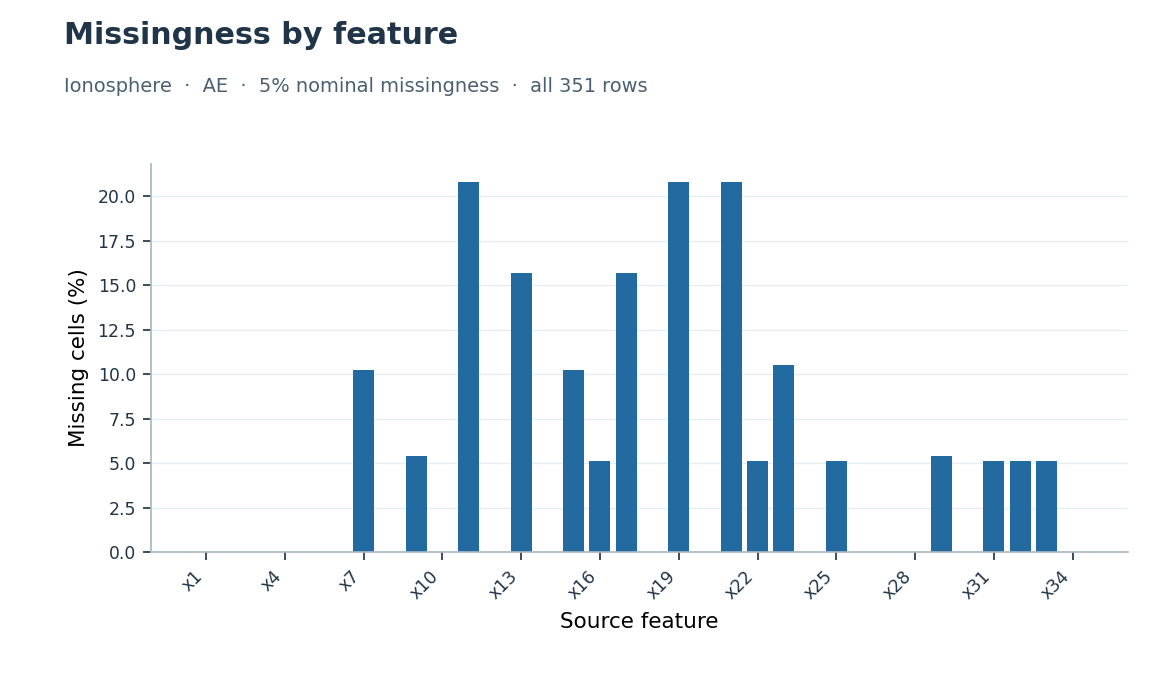 Missingness by feature
Ionosphere · AE · 5% nominal missingness · all 351 rows
Missing cells (%)
20.0
17.5
15.0
12.5
10.0
7.5
5.0
2.5
0.0
x1 x4 x7 x10 x13 x16 x19 x22 x25 x28 x31 x34
Source feature